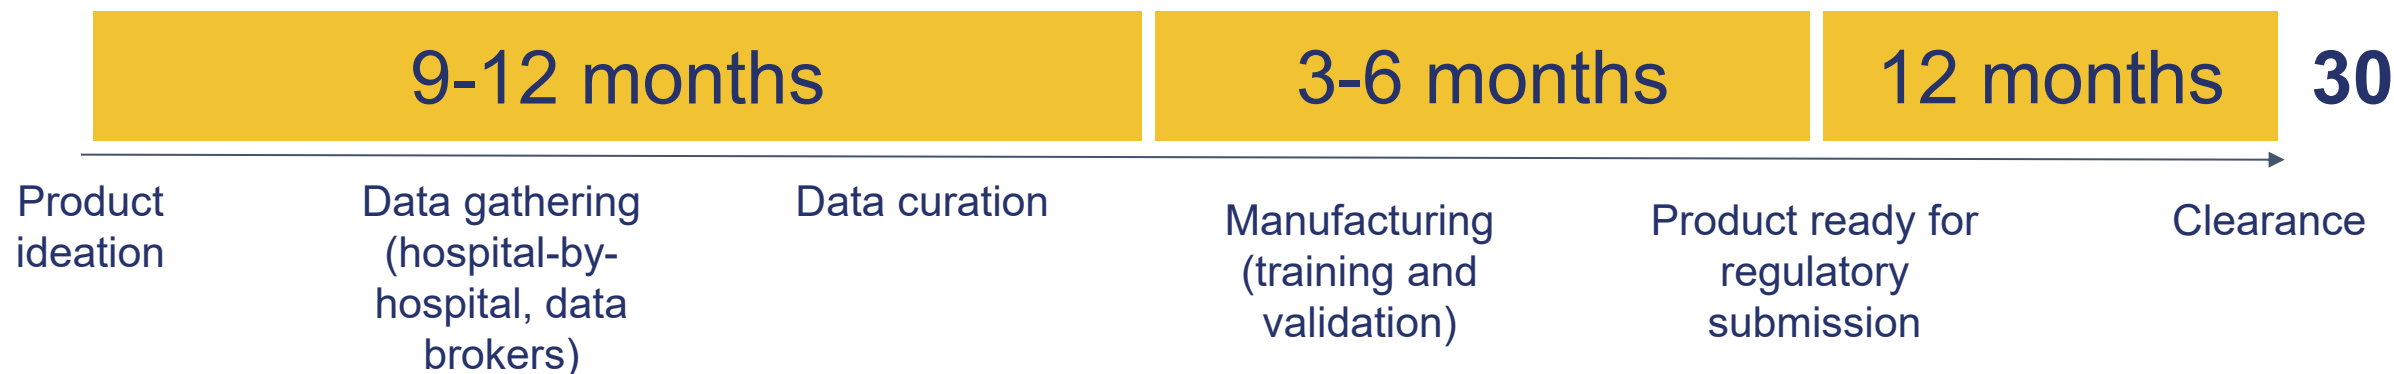 9-12 months
3-6 months
12 months
30
Product
ideation
Data gathering
(hospital-by-
hospital, data
brokers)
Data curation
Manufacturing
(training and
validation)
Product ready for
regulatory
submission
Clearance